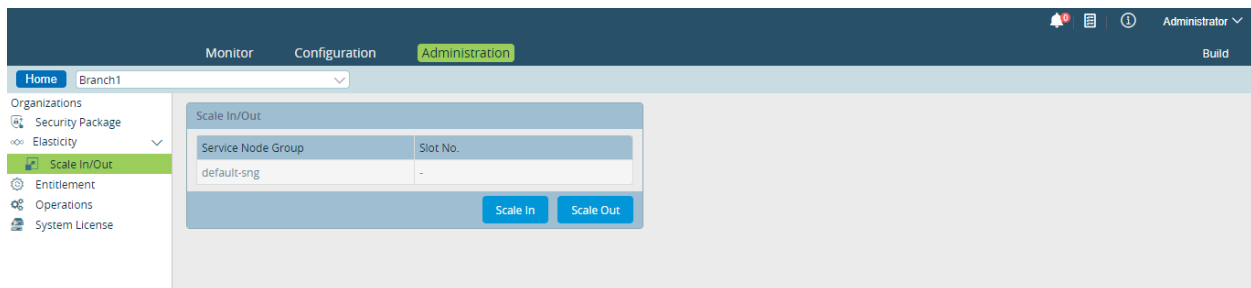 0
Administrator
Monitor Configuration Administration Build
Home Branch1
Organizations
Security Package
Elasticity
Scale In/Out
Entitlement
Operations
System License
Scale In/Out
Service Node Group Slot No.
default-sng -
Scale In Scale Out